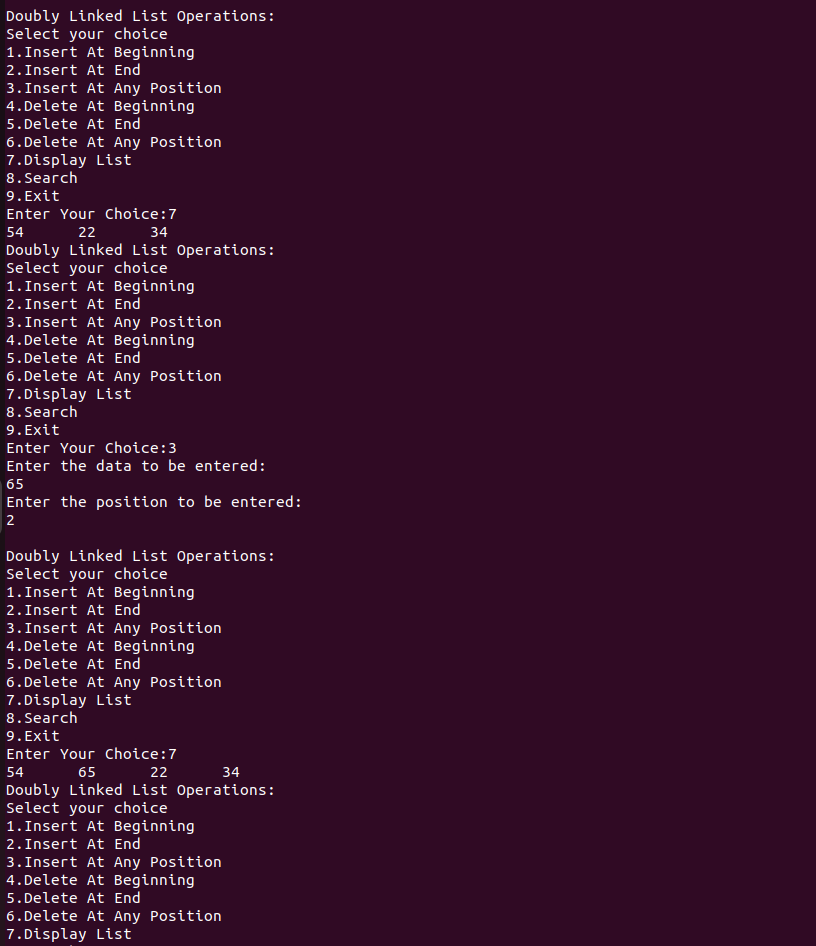 Doubly Linked List Operations:
Select your choice
1.Insert At Beginning
2.Insert At End
3.Insert At Any Position
4.Delete At Beginning
5.Delete At End
6.Delete At Any Position
7.Display List
8.Search
9.Exit
Enter Your Choice:7
54      22      34
Doubly Linked List Operations:
Select your choice
1.Insert At Beginning
2.Insert At End
3.Insert At Any Position
4.Delete At Beginning
5.Delete At End
6.Delete At Any Position
7.Display List
8.Search
9.Exit
Enter Your Choice:3
Enter the data to be entered:
65
Enter the position to be entered:
2
Doubly Linked List Operations:
Select your choice
1.Insert At Beginning
2.Insert At End
3.Insert At Any Position
4.Delete At Beginning
5.Delete At End
6.Delete At Any Position
7.Display List
8.Search
9.Exit
Enter Your Choice:7
54      65      22      34
Doubly Linked List Operations:
Select your choice
1.Insert At Beginning
2.Insert At End
3.Insert At Any Position
4.Delete At Beginning
5.Delete At End
6.Delete At Any Position
7.Display List